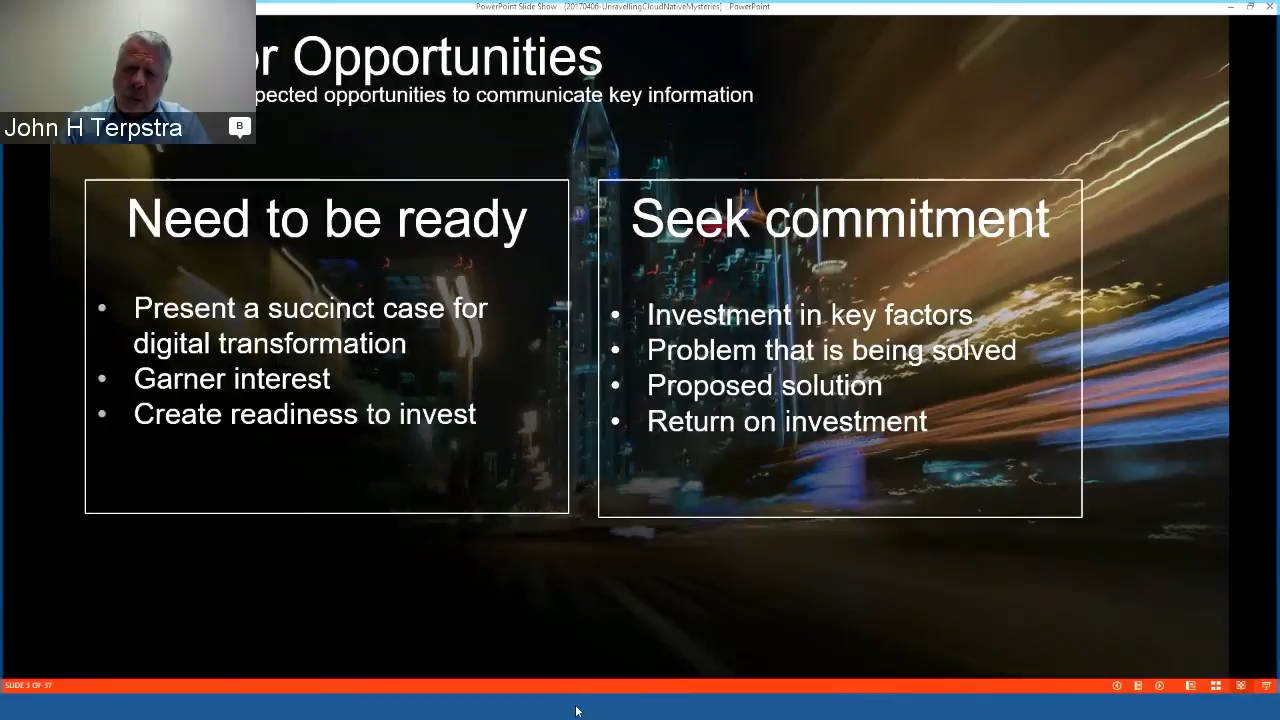 PowerPoint Slide Show - [20170406-UnravellingCloudNativeMysteries] - PowerPoint
or Opportunities
pected opportunities to communicate key information
John H Terpstra
B
Need to be ready
• Present a succinct case for
digital transformation
• Garner interest
• Create readiness to invest
Seek commitment
• Investment in key factors
• Problem that is being solved
• Proposed solution
• Return on investment
SLIDE 3 OF 37